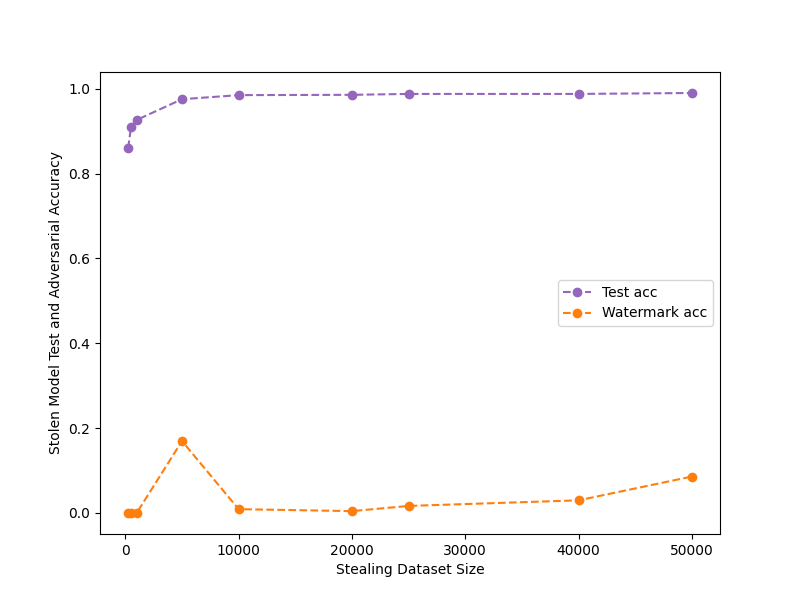 1.0
0.8
0.6
0.4
0.2
0.0
Stolen Model Test and Adversarial Accuracy
Test acc
Watermark acc
0 10000 20000 30000 40000 50000
Stealing Dataset Size